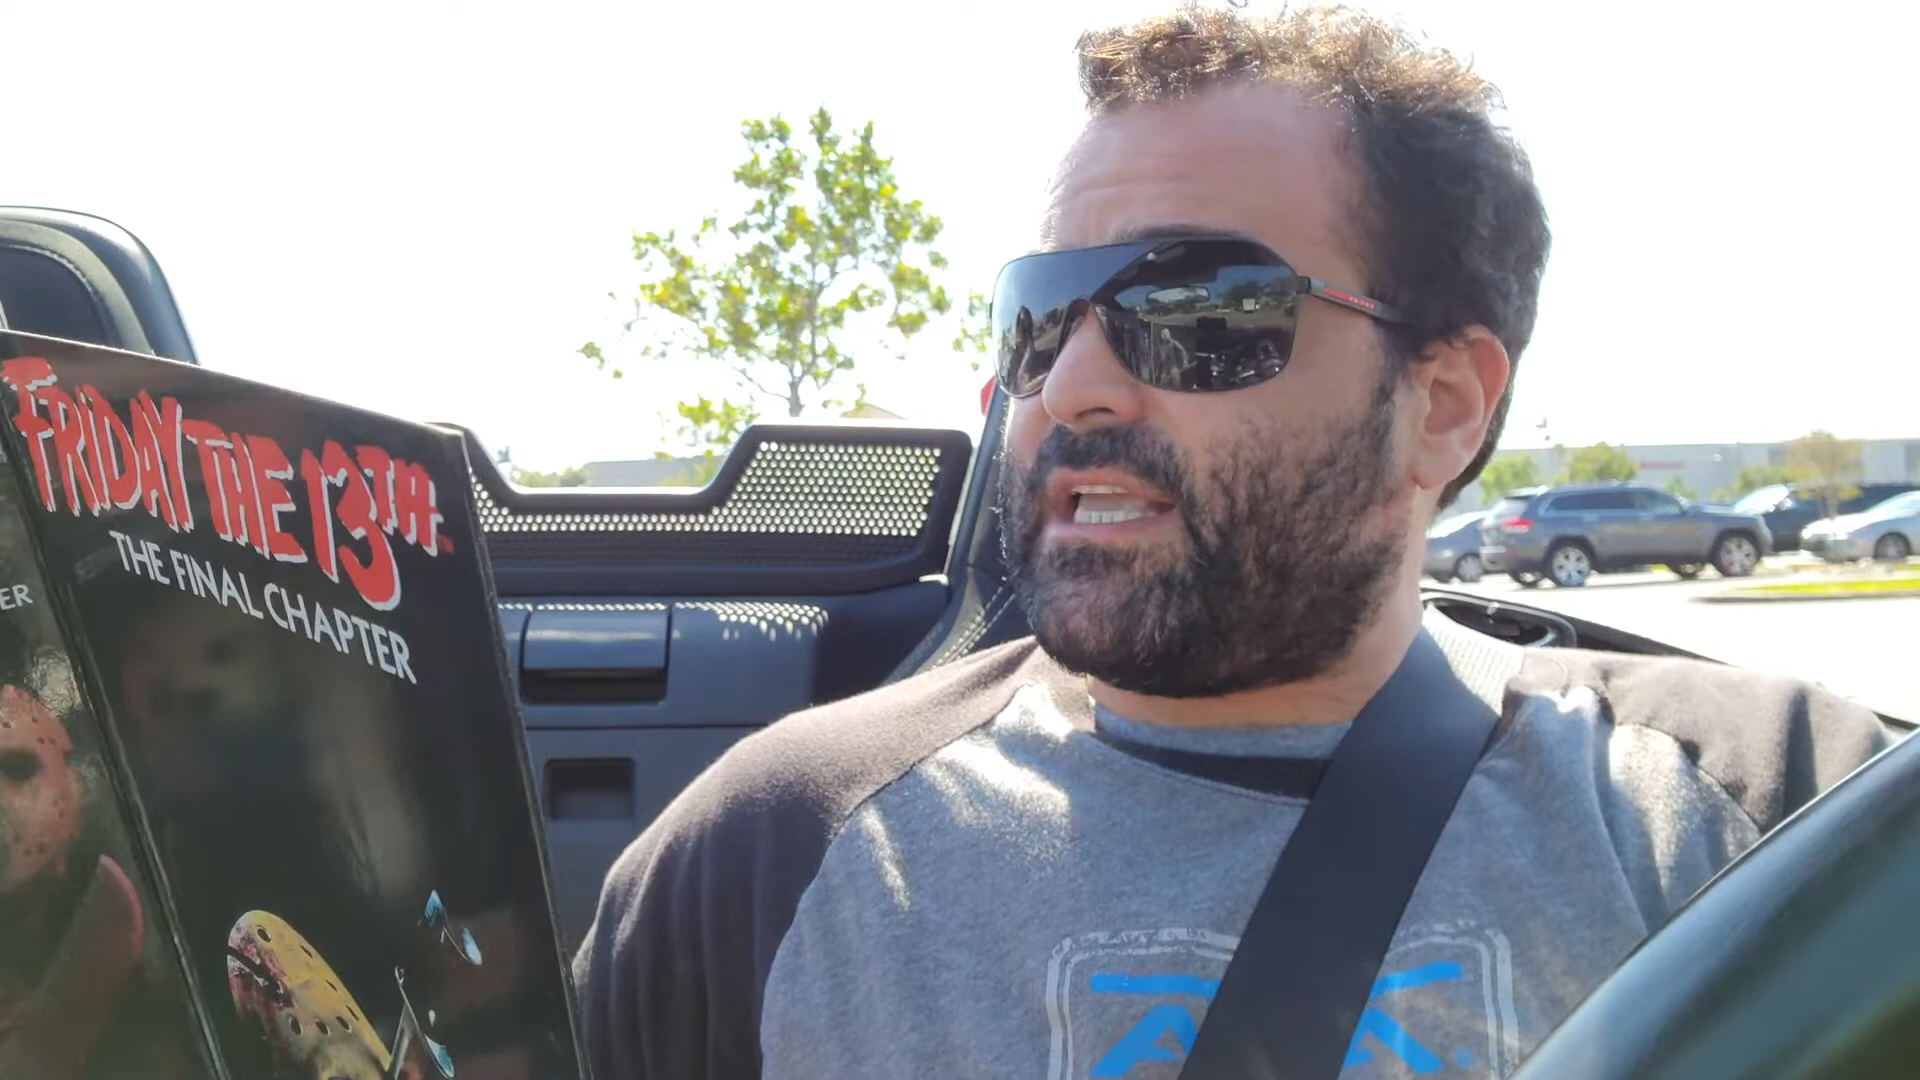 FRiDAY THE 13TH
THE FINAL CHAPTER
ER